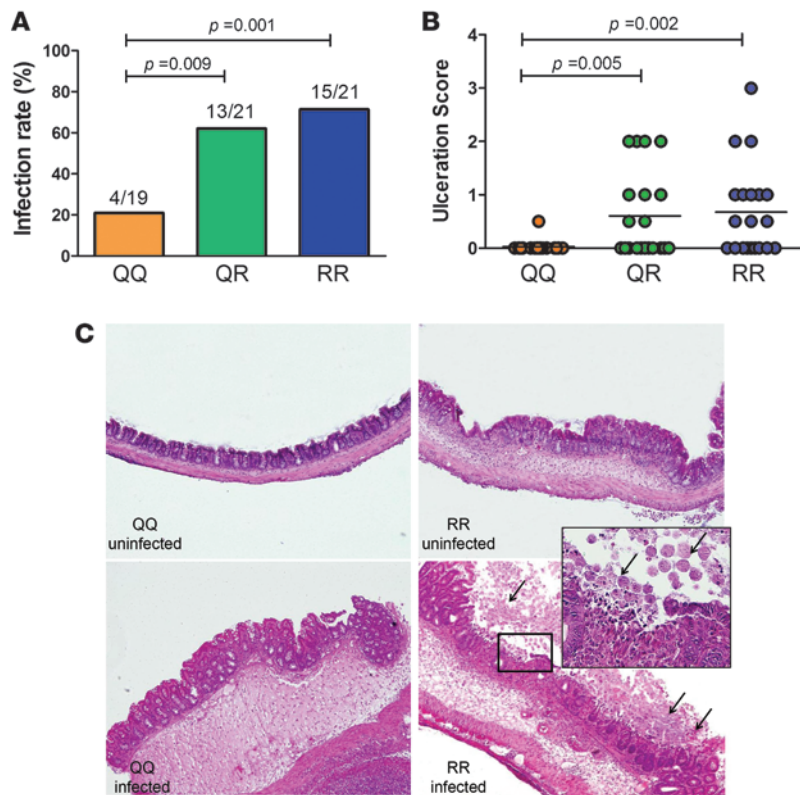 A
p =0.001
p =0.009
Infection rate (%)
100
80
60
40
20
0
4/19
13/21
15/21
QQ
QR
RR
B
p =0.002
p =0.005
Ulceration Score
4
3
2
1
0
QQ
QR
RR
C
QQ
uninfected
RR
uninfected
QQ
infected
RR
infected